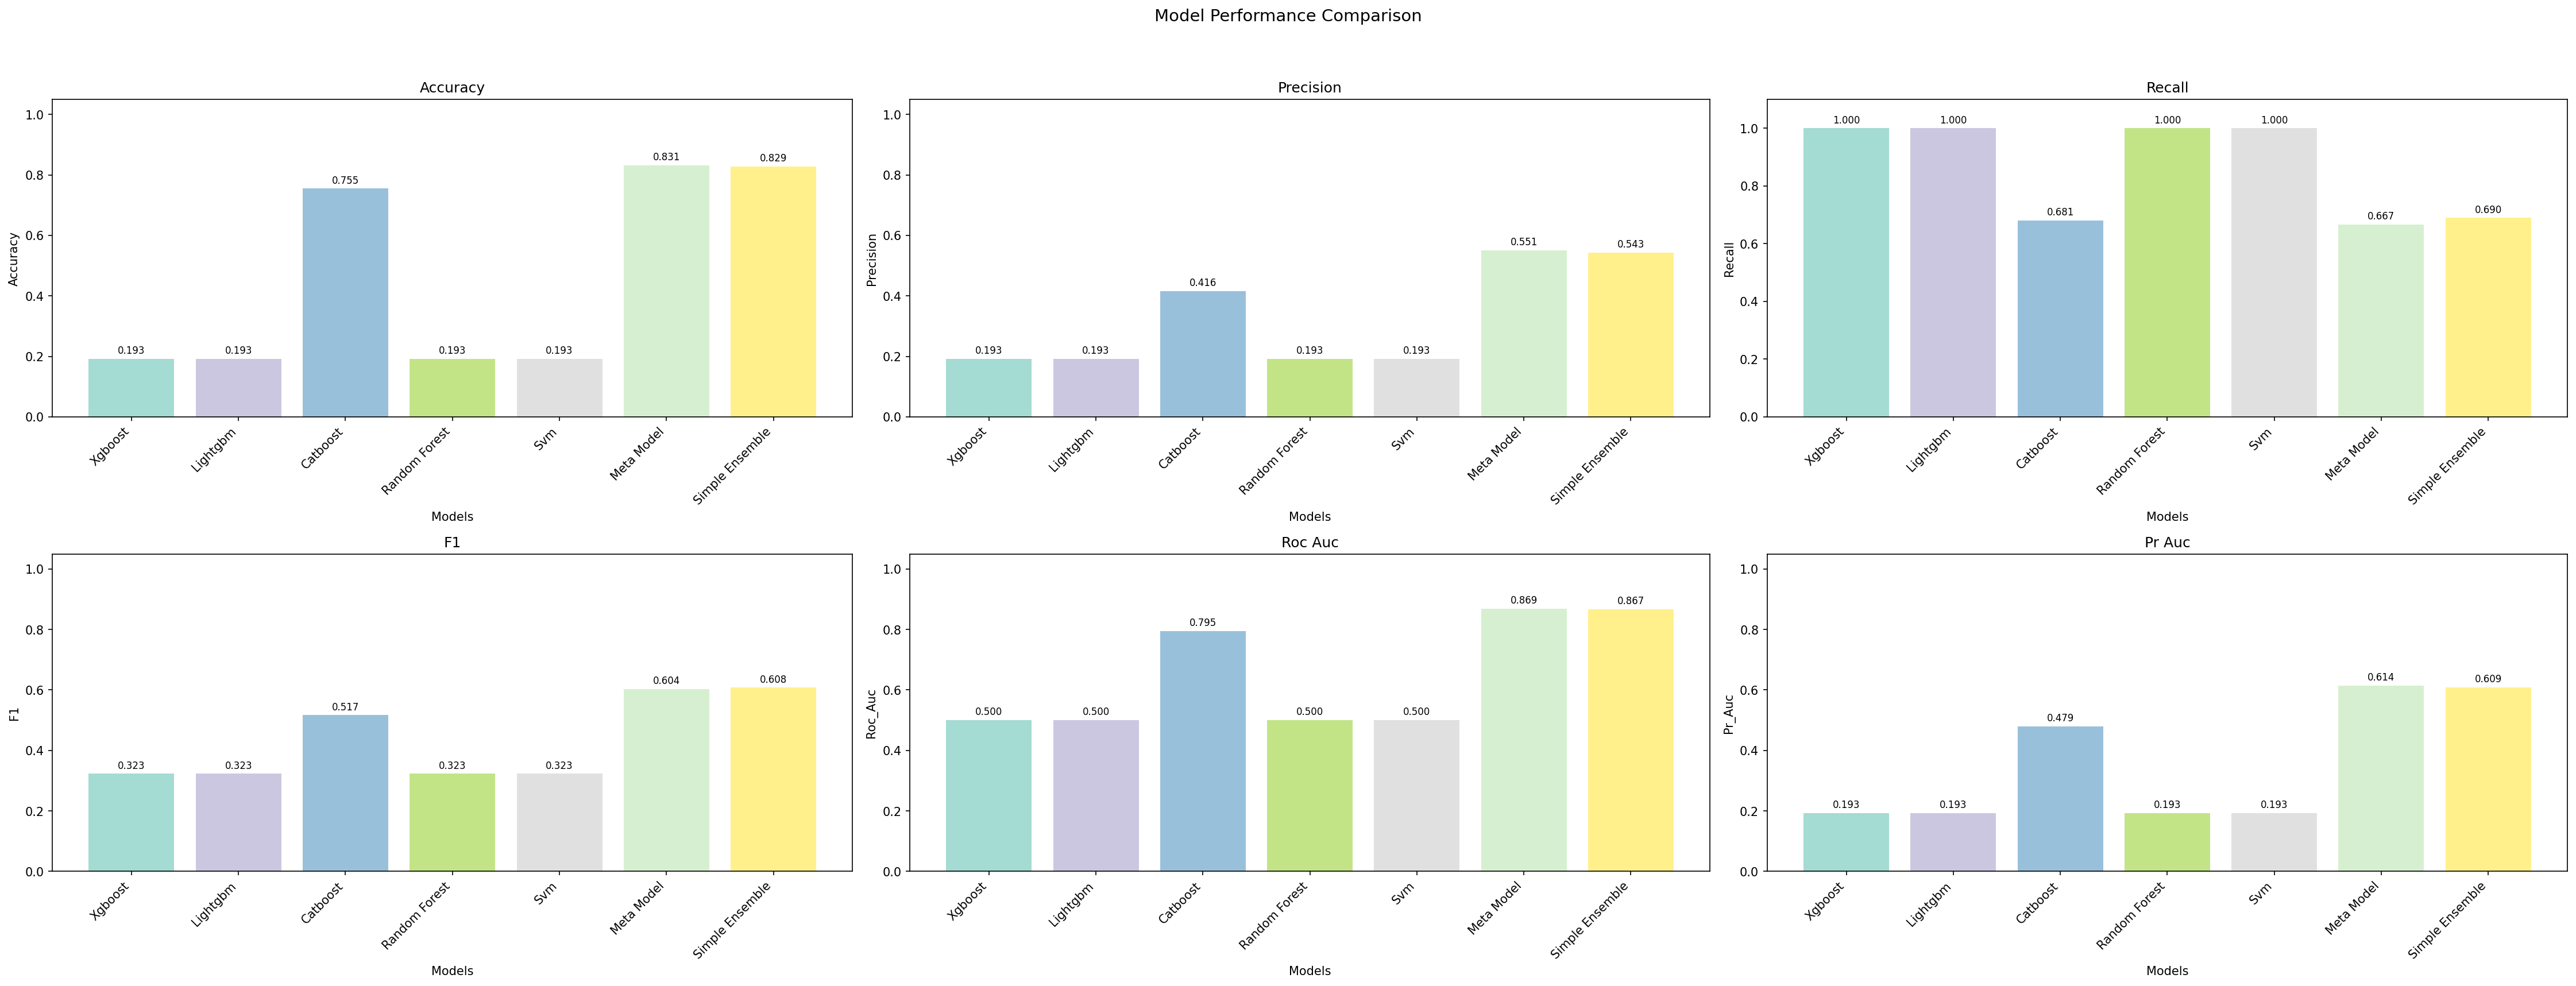 Model Performance Comparison
Accuracy
Accuracy
1.0
0.8
0.6
0.4
0.2
0.0
0.193
0.193
0.755
0.193
0.193
0.831
0.829
Xgboost
Lightgbm
Catboost
Random Forest
Svm
Meta Model
Simple Ensemble
Models
Precision
Precision
1.0
0.8
0.6
0.4
0.2
0.0
0.193
0.193
0.416
0.193
0.193
0.551
0.543
Xgboost
Lightgbm
Catboost
Random Forest
Svm
Meta Model
Simple Ensemble
Models
Recall
Recall
1.0
0.8
0.6
0.4
0.2
0.0
1.000
1.000
0.681
1.000
1.000
0.667
0.690
Xgboost
Lightgbm
Catboost
Random Forest
Svm
Meta Model
Simple Ensemble
Models
F1
F1
1.0
0.8
0.6
0.4
0.2
0.0
0.323
0.323
0.517
0.323
0.323
0.604
0.608
Xgboost
Lightgbm
Catboost
Random Forest
Svm
Meta Model
Simple Ensemble
Models
Roc Auc
Roc_Auc
1.0
0.8
0.6
0.4
0.2
0.0
0.500
0.500
0.795
0.500
0.500
0.869
0.867
Xgboost
Lightgbm
Catboost
Random Forest
Svm
Meta Model
Simple Ensemble
Models
Pr Auc
Pr_Auc
1.0
0.8
0.6
0.4
0.2
0.0
0.193
0.193
0.479
0.193
0.193
0.614
0.609
Xgboost
Lightgbm
Catboost
Random Forest
Svm
Meta Model
Simple Ensemble
Models